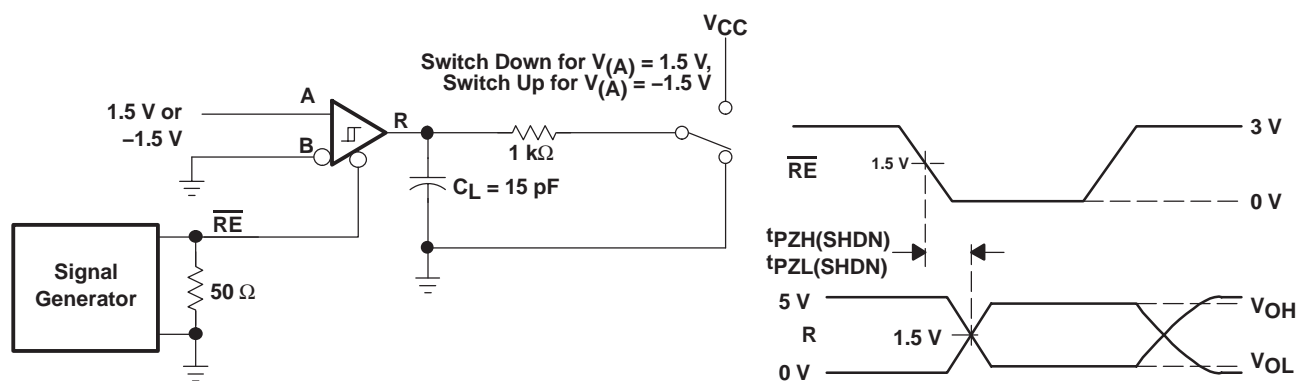 VCC
Switch Down for V(A) = 1.5 V,
Switch Up for V(A) = –1.5 V
A
1.5 V or
–1.5 V
R
B
1 kΩ
CL = 15 pF
RE
Signal
Generator
50 Ω
3 V
1.5 V
RE
0 V
tPZH(SHDN)
tPZL(SHDN)
5 V
VOH
R
1.5 V
0 V
VOL